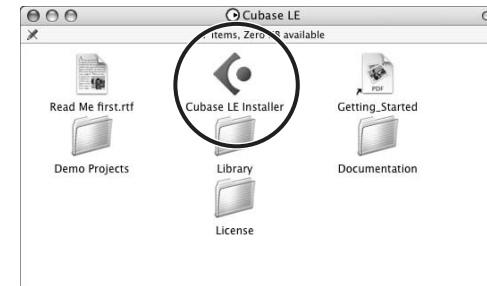 Cubase LE
items, Zero KB available
Read Me first.rtf
Cubase LE Installer
PDF
Getting_Started
Demo Projects
Library
Documentation
License